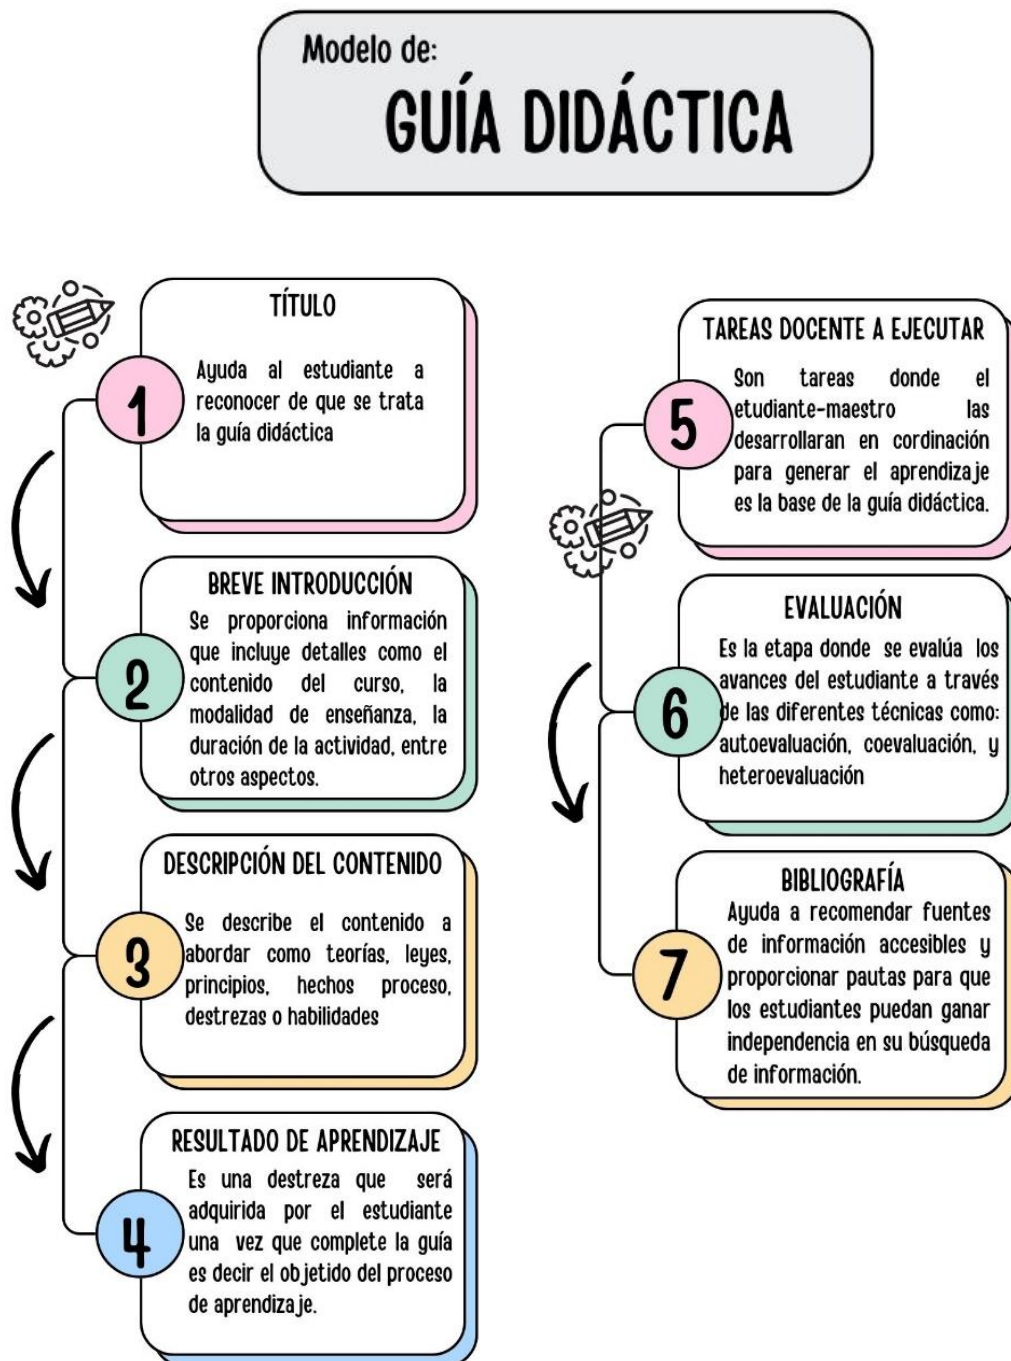 Modelo de:
GUÍA DIDÁCTICA
1
TÍTULO
Ayuda al estudiante a
reconocer de que se trata
la guía didáctica
2
BREVE INTRODUCCIÓN
Se proporciona información
que incluye detalles como el
contenido del curso, la
modalidad de enseñanza, la
duración de la actividad, entre
otros aspectos.
3
DESCRIPCIÓN DEL CONTENIDO
Se describe el contenido a
abordar como teorías, leyes,
principios, hechos proceso,
destrezas o habilidades
4
RESULTADO DE APRENDIZAJE
Es una destreza que será
adquirida por el estudiante
una vez que complete la guía
es decir el objetido del proceso
de aprendizaje.
5
TAREAS DOCENTE A EJECUTAR
Son tareas donde el
etudiante-maestro las
desarrollaran en cordinación
para generar el aprendizaje
es la base de la guía didáctica.
6
EVALUACIÓN
Es la etapa donde se evalúa los
avances del estudiante a través
de las diferentes técnicas como:
autoevaluación, coevaluación, y
heteroevaluación
7
BIBLIOGRAFÍA
Ayuda a recomendar fuentes
de información accesibles y
proporcionar pautas para que
los estudiantes puedan ganar
independencia en su búsqueda
de información.